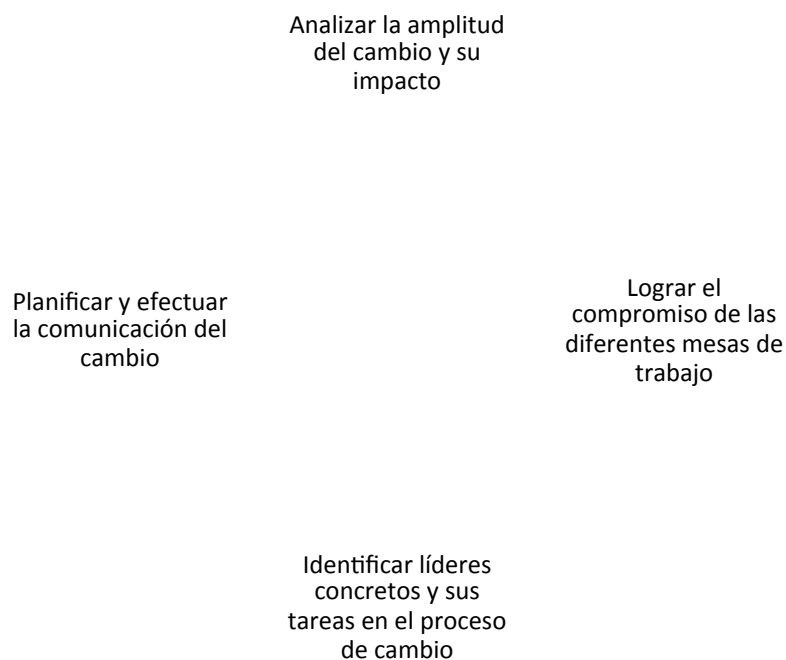 Analizar la amplitud
del cambio y su
impacto
Planificar y efectuar
la comunicación del
cambio
Lograr el
compromiso de las
diferentes mesas de
trabajo
Identificar líderes
concretos y sus
tareas en el proceso
de cambio